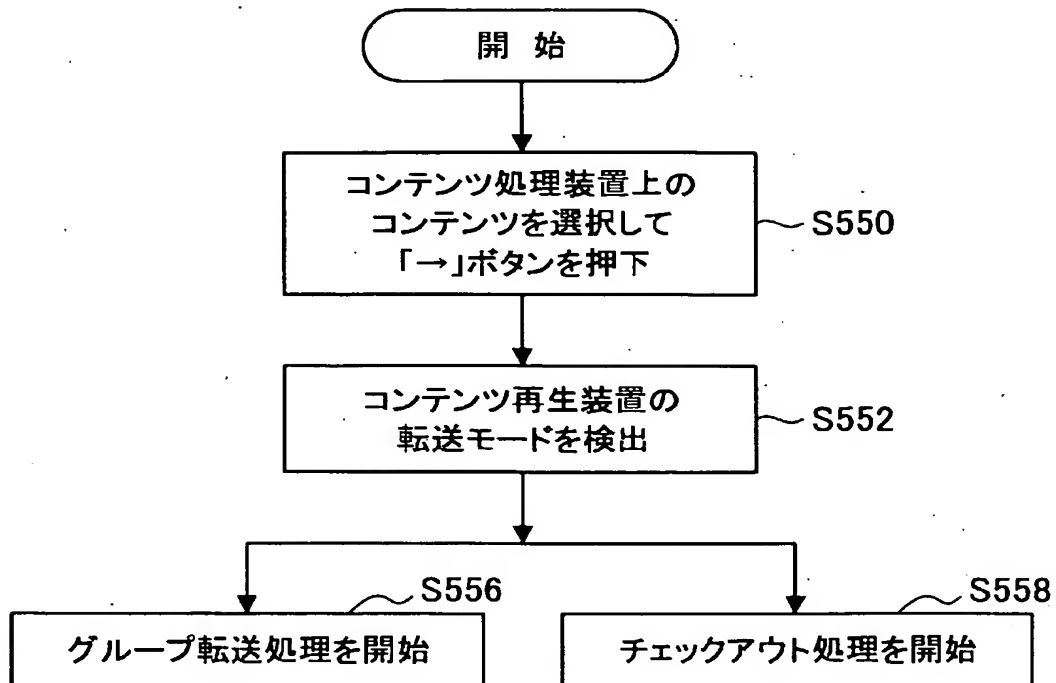 開 始
コンテンツ処理装置上の
コンテンツを選択して
「→」ボタンを押下
S550
コンテンツ再生装置の
転送モードを検出
S552
S556
グループ転送処理を開始
S558
チェックアウト処理を開始